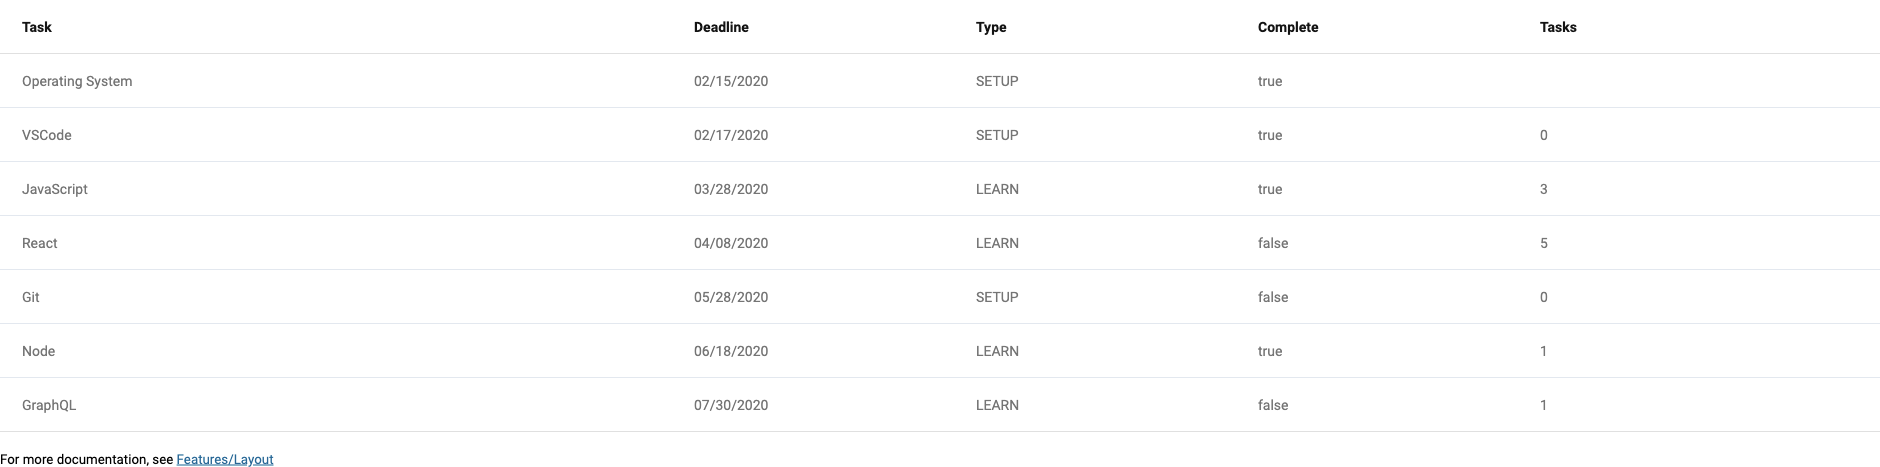 Task Deadline Type Complete Tasks
Operating System 02/15/2020 SETUP true
VSCode 02/17/2020 SETUP true 0
JavaScript 03/28/2020 LEARN true 3
React 04/08/2020 LEARN false 5
Git 05/28/2020 SETUP false 0
Node 06/18/2020 LEARN true 1
GraphQL 07/30/2020 LEARN false 1
For more documentation, see Features/Layout